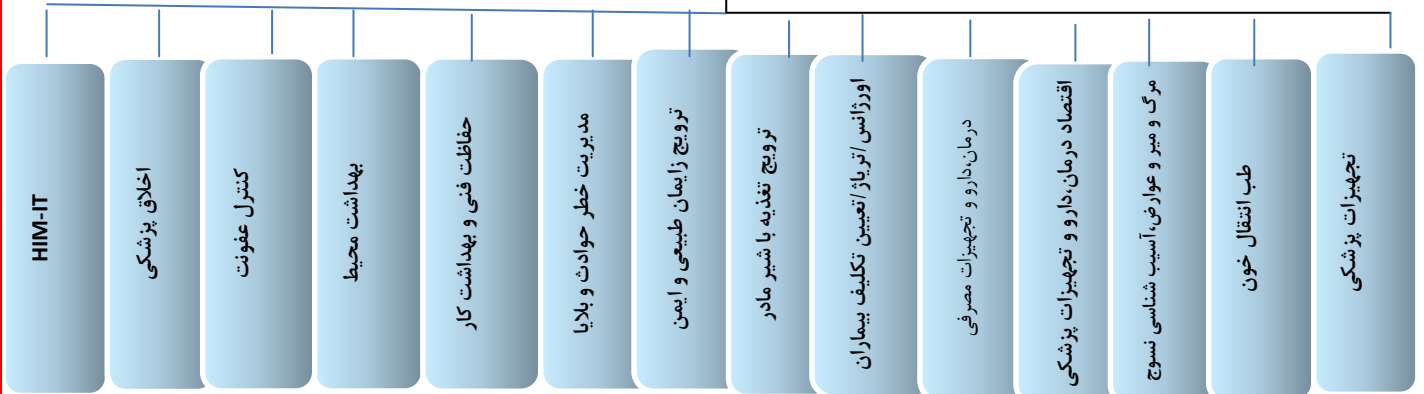 تجهیزات پزشکی
طب انتقال خون
مرگ و میر و عوارض،آسیب شناسی نسوج
اقتصاد درمان،دارو و تجهیزات پزشکی
درمان،دارو و تجهیزات مصرفی
اورژانس/تریاژ/تعیین تکلیف بیماران
ترویج تغذیه با شیر مادر
ترویج زایمان طبیعی و ایمن
مدیریت خطر حوادث و بلایا
حفاظت فنی و بهداشت کار
بهداشت محیط
کنترل عفونت
اخلاق پزشکی
HIM-IT